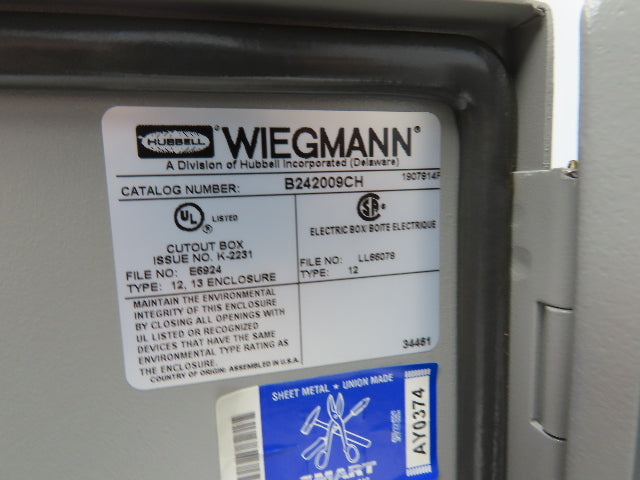 HUBBELL® WIEGMANN®
A Division of Hubbell Incorporated (Delaware)
CATALOG NUMBER: B242009CH 1907814F
UL ® LISTED
CUTOUT BOX
ISSUE NO. K-2231
FILE NO: E6924
TYPE: 12, 13 ENCLOSURE
SA ®
ELECTRIC BOX BOITE ELECTRIQUE
FILE NO: LL66078
TYPE: 12
MAINTAIN THE ENVIRONMENTAL
INTEGRITY OF THIS ENCLOSURE
BY CLOSING ALL OPENINGS WITH
UL LISTED OR RECOGNIZED
DEVICES THAT HAVE THE SAME
ENVIRONMENTAL TYPE RATING AS
THE ENCLOSURE.
COUNTRY OF ORIGIN: ASSEMBLED IN U.S.A.
34461
SHEET METAL ★ UNION MADE
SMART
AY0374